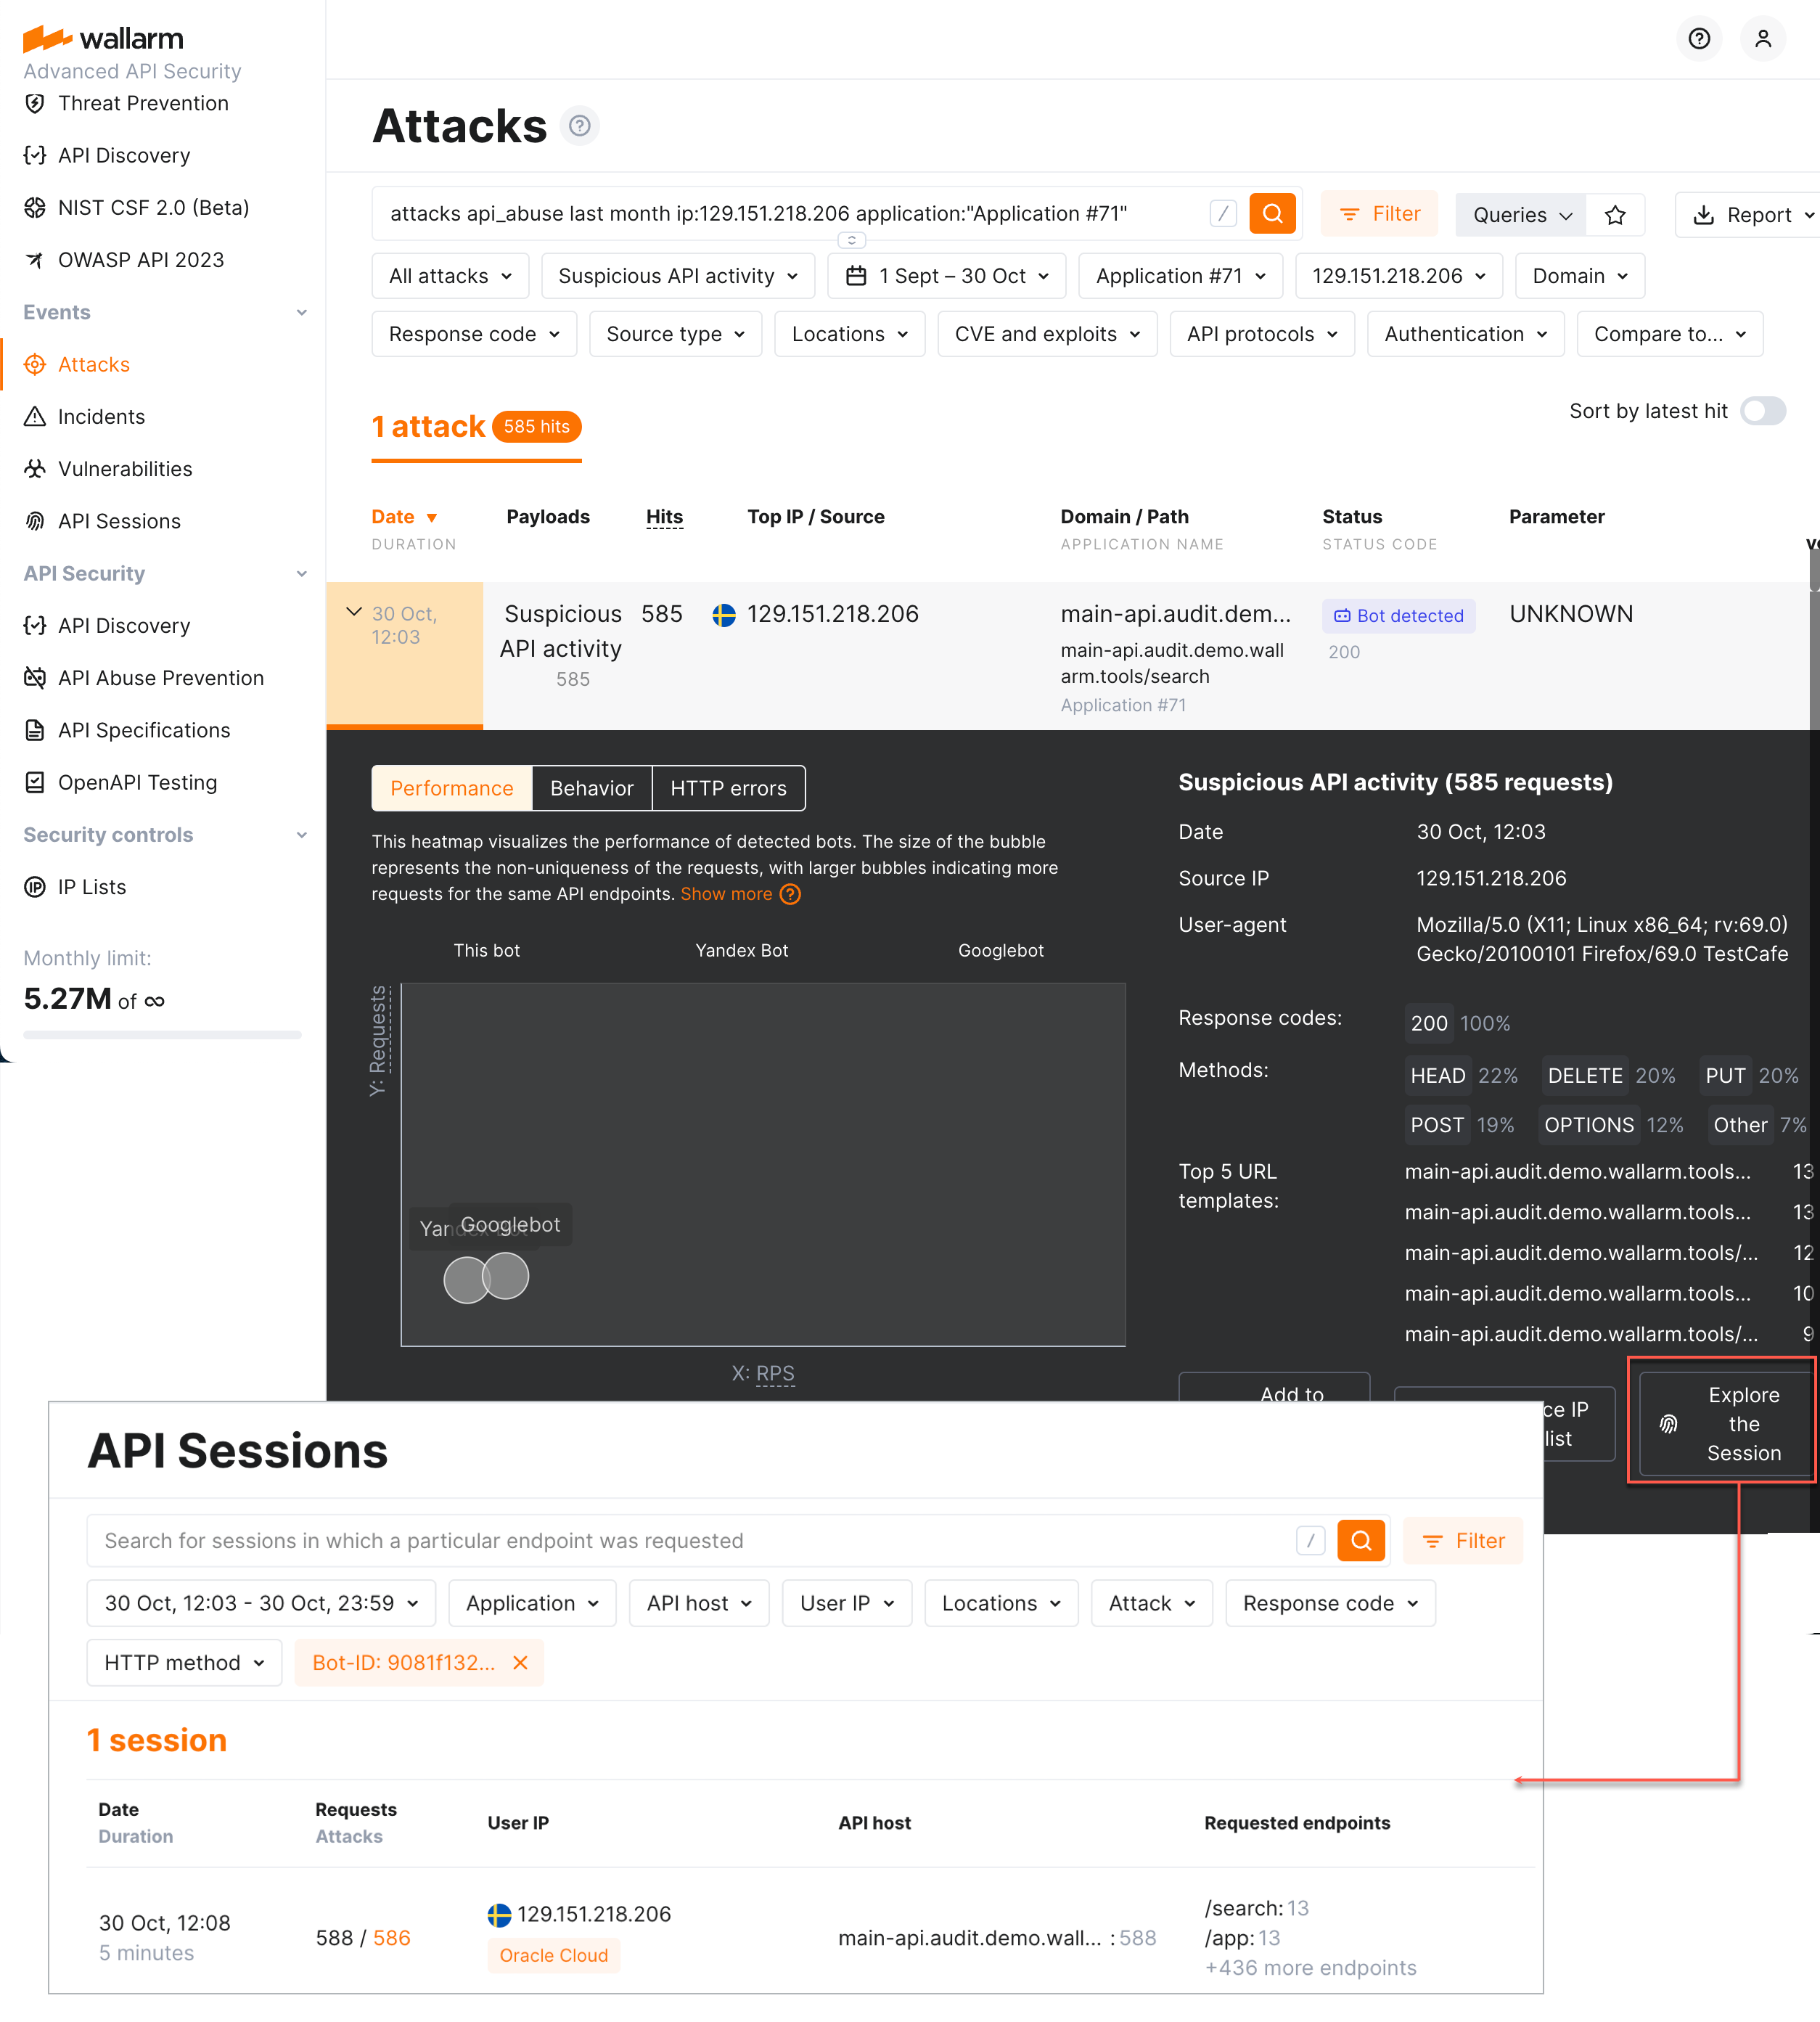 wallarm
Advanced API Security
Threat Prevention
API Discovery
NIST CSF 2.0 (Beta)
OWASP API 2023
Events
Attacks
Incidents
Vulnerabilities
API Sessions
API Security
API Discovery
API Abuse Prevention
API Specifications
OpenAPI Testing
Security controls
IP Lists
Monthly limit:
5.27M of ∞
Attacks ?
attacks api_abuse last month ip:129.151.218.206 application:"Application #71" /
Filter
Queries
Report
All attacks
Suspicious API activity
1 Sept – 30 Oct
Application #71
129.151.218.206
Domain
Response code
Source type
Locations
CVE and exploits
API protocols
Authentication
Compare to...
1 attack 585 hits
Sort by latest hit
Date ▼ Payloads Hits Top IP / Source Domain / Path Status Parameter
DURATION APPLICATION NAME STATUS CODE
30 Oct,
12:03
Suspicious
API activity
585
585
129.151.218.206
main-api.audit.dem...
main-api.audit.demo.wall
arm.tools/search
Application #71
Bot detected
200
UNKNOWN
Performance Behavior HTTP errors
This heatmap visualizes the performance of detected bots. The size of the bubble
represents the non-uniqueness of the requests, with larger bubbles indicating more
requests for the same API endpoints. Show more ?
This bot Yandex Bot Googlebot
Y: Requests
Googlebot
X: RPS
Suspicious API activity (585 requests)
Date 30 Oct, 12:03
Source IP 129.151.218.206
User-agent Mozilla/5.0 (X11; Linux x86_64; rv:69.0)
Gecko/20100101 Firefox/69.0 TestCafe
Response codes: 200 100%
Methods: HEAD 22% DELETE 20% PUT 20%
POST 19% OPTIONS 12% Other 7%
Top 5 URL
templates:
main-api.audit.demo.wallarm.tools... 13
main-api.audit.demo.wallarm.tools... 13
main-api.audit.demo.wallarm.tools/... 12
main-api.audit.demo.wallarm.tools... 10
main-api.audit.demo.wallarm.tools/... 9
Add to
ce IP
list
Explore
the
Session
API Sessions
Search for sessions in which a particular endpoint was requested /
Filter
30 Oct, 12:03 - 30 Oct, 23:59
Application
API host
User IP
Locations
Attack
Response code
HTTP method
Bot-ID: 9081f132... ×
1 session
Date Requests User IP API host Requested endpoints
Duration Attacks
30 Oct, 12:08
5 minutes
588 / 586
129.151.218.206
Oracle Cloud
main-api.audit.demo.wall... : 588
/search: 13
/app: 13
+436 more endpoints